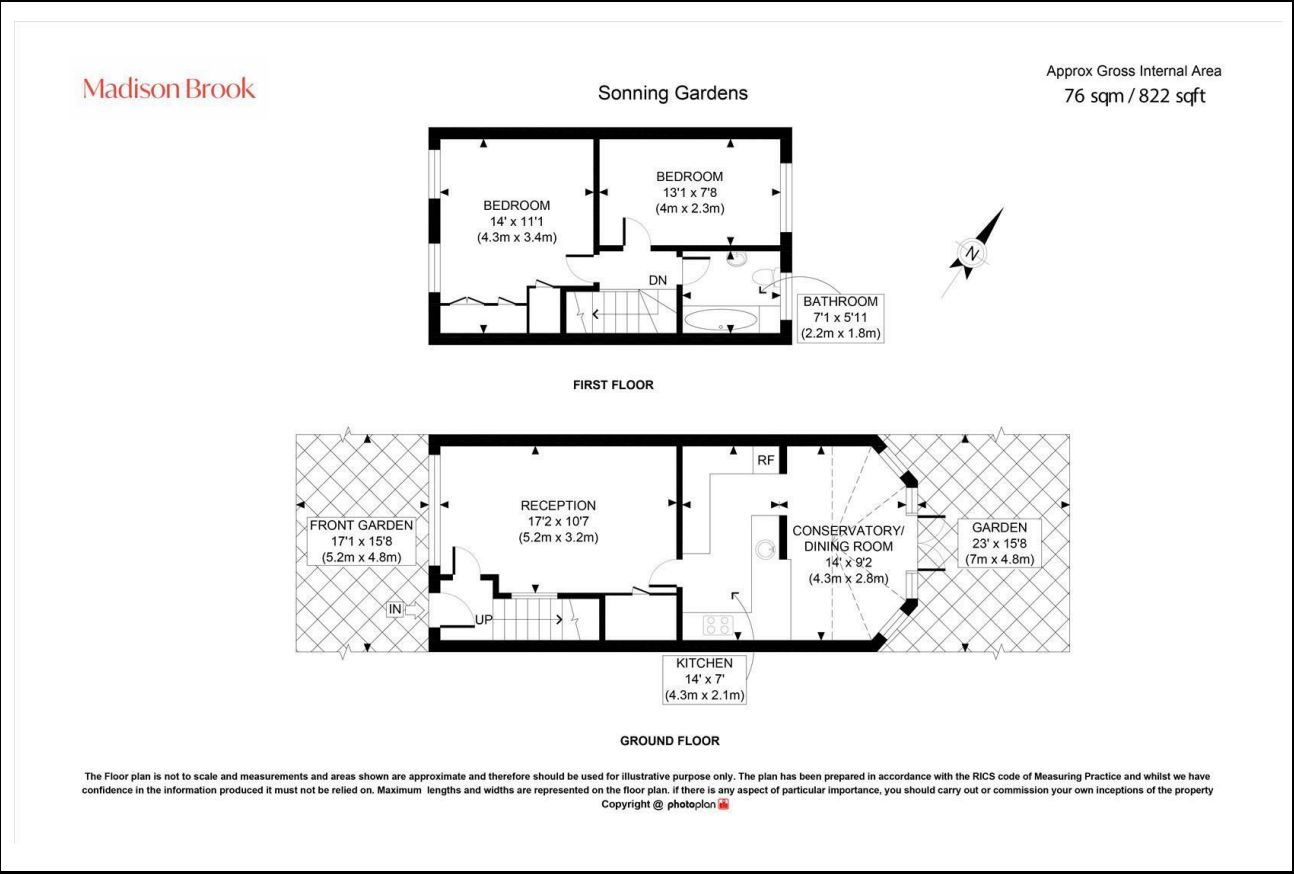 Madison Brook
Sonning Gardens
Approx Gross Internal Area
76 sqm / 822 sqft
BEDROOM
14' x 11'1
(4.3m x 3.4m)
BEDROOM
13'1 x 7'8
(4m x 2.3m)
DN
BATHROOM
7'1 x 5'11
(2.2m x 1.8m)
N
FIRST FLOOR
FRONT GARDEN
17'1 x 15'8
(5.2m x 4.8m)
IN
RECEPTION
17'2 x 10'7
(5.2m x 3.2m)
UP
RF
CONSERVATORY/
DINING ROOM
14' x 9'2
(4.3m x 2.8m)
GARDEN
23' x 15'8
(7m x 4.8m)
KITCHEN
14' x 7'
(4.3m x 2.1m)
GROUND FLOOR
The Floor plan is not to scale and measurements and areas shown are approximate and therefore should be used for illustrative purpose only. The plan has been prepared in accordance with the RICS code of Measuring Practice and whilst we have
confidence in the information produced it must not be relied on. Maximum lengths and widths are represented on the floor plan. if there is any aspect of particular importance, you should carry out or commission your own inceptions of the property
Copyright @ photoplan